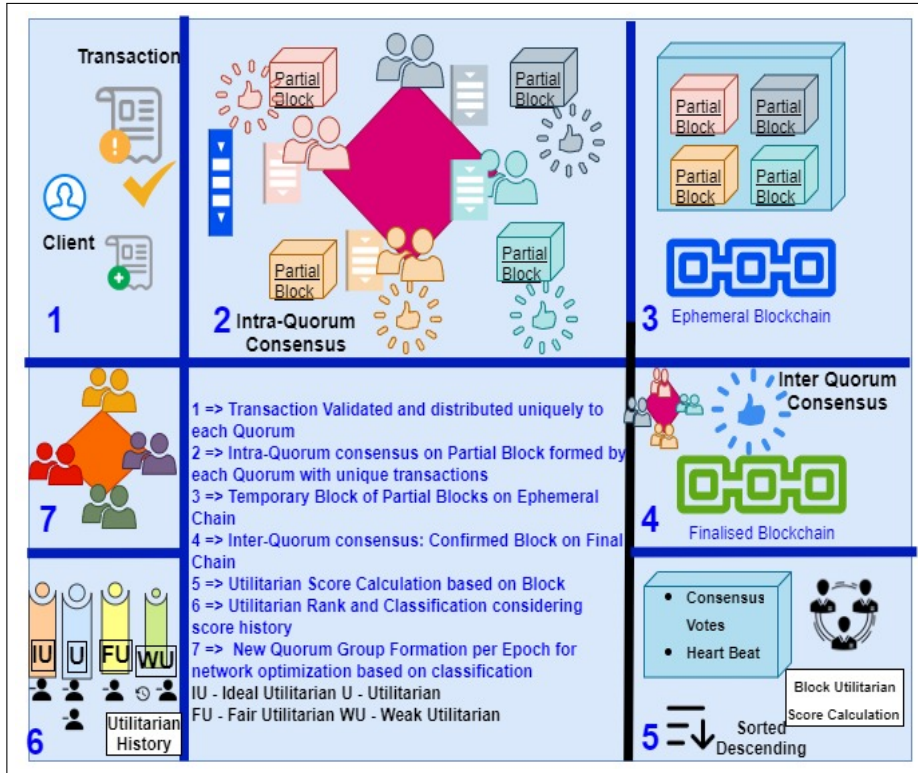 Transaction
Client
1
Partial
Block
Partial
Block
Partial
Block
Partial
Block
2 Intra-Quorum
Consensus
Partial
Block
Partial
Block
Partial
Block
Partial
Block
3 Ephemeral Blockchain
7
1 => Transaction Validated and distributed uniquely to
each Quorum
2 => Intra-Quorum consensus on Partial Block formed by
each Quorum with unique transactions
3 => Temporary Block of Partial Blocks on Ephemeral
Chain
4 => Inter-Quorum consensus: Confirmed Block on Final
Chain
5 => Utilitarian Score Calculation based on Block
6 => Utilitarian Rank and Classification considering
score history
7 => New Quorum Group Formation per Epoch for
network optimization based on classification
IU - Ideal Utilitarian U - Utilitarian
FU - Fair Utilitarian WU - Weak Utilitarian
Inter Quorum
Consensus
4
Finalised Blockchain
IU U FU WU
6 Utilitarian
History
• Consensus
Votes
• Heart Beat
Block Utilitarian
Score Calculation
5 Sorted
Descending